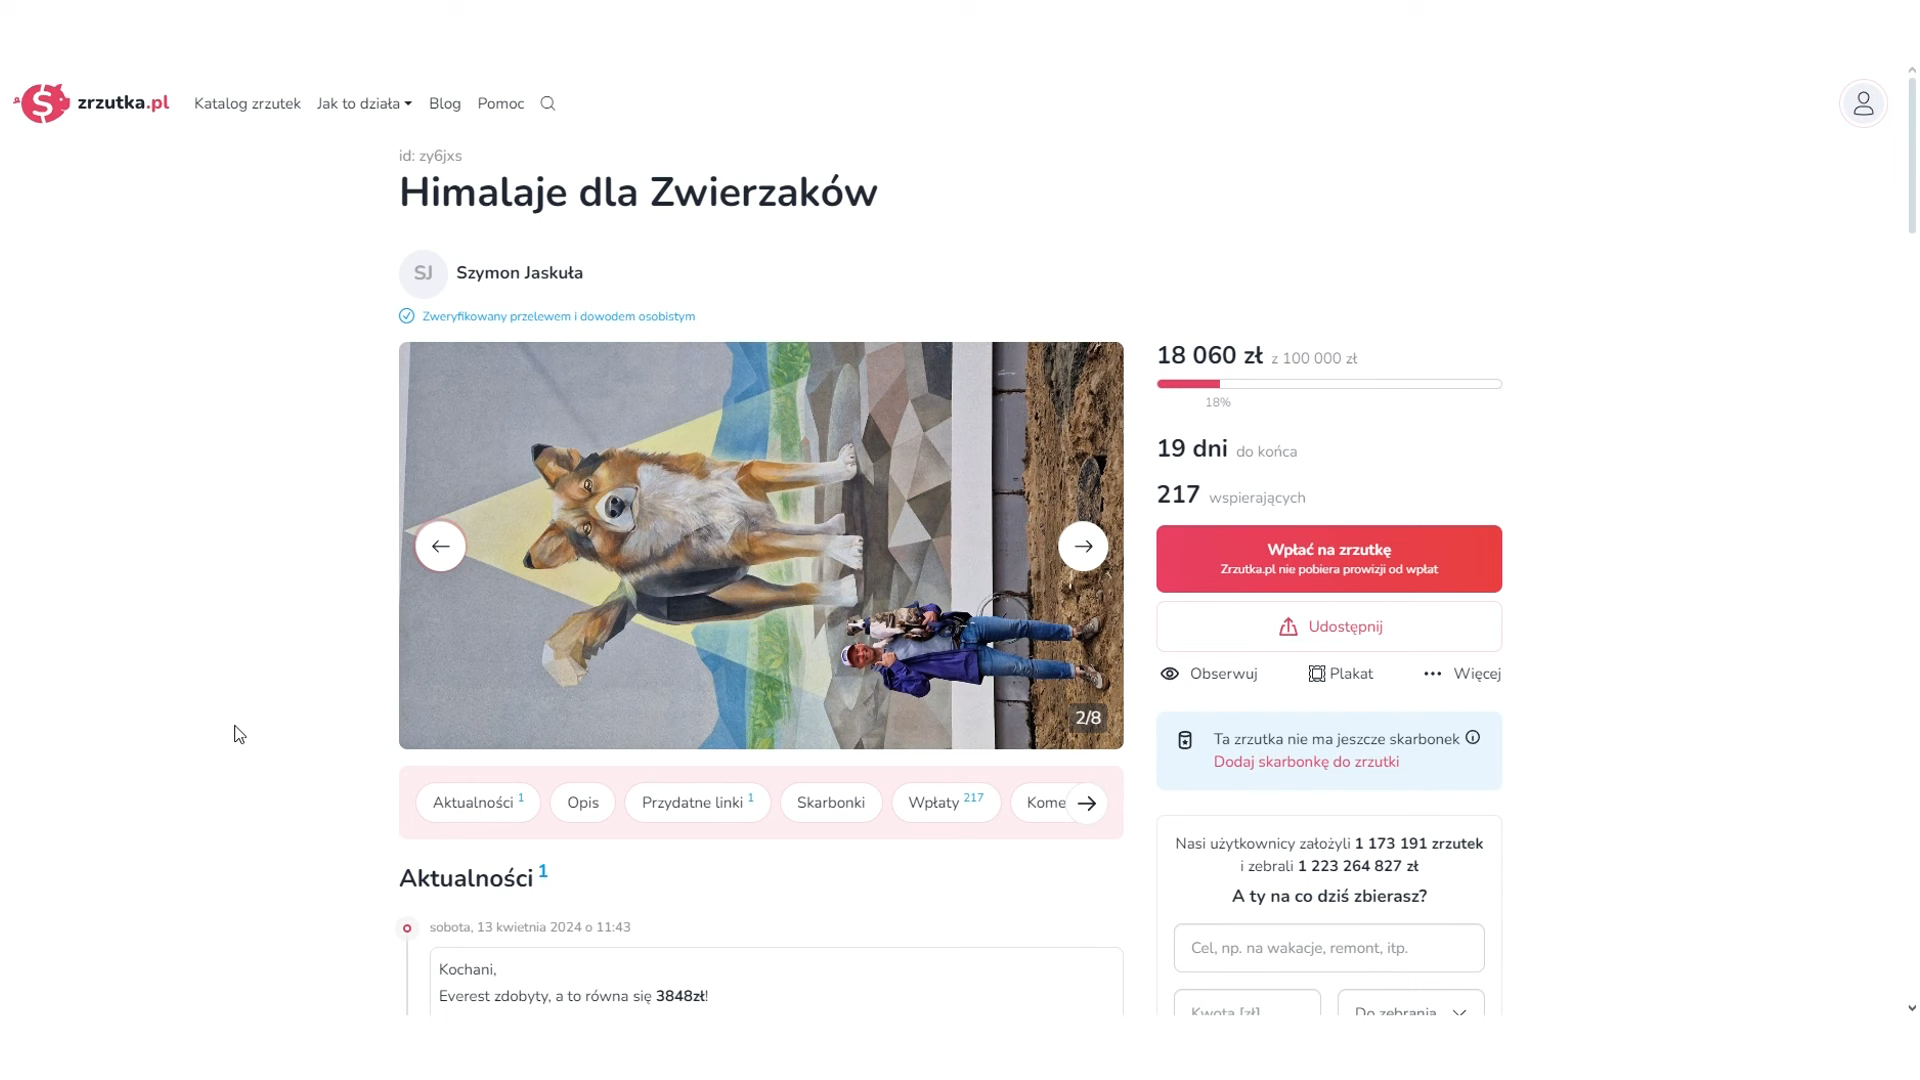 zrzutka.pl
Katalog zrzutek
Jak to działa
Blog
Pomoc
id: zy6jxs
Himalaje dla Zwierzaków
SJ
Szymon Jaskuła
Zweryfikowany przelewem i dowodem osobistym
2/8
18 060 zł z 100 000 zł
18%
19 dni do końca
217 wspierających
Wpłać na zrzutkę
Zrzutka.pl nie pobiera prowizji od wpłat
Udostępnij
Obserwuj
Plakat
Więcej
Ta zrzutka nie ma jeszcze skarbonek
Dodaj skarbonkę do zrzutki
Aktualności 1
Opis
Przydatne linki 1
Skarbonki
Wpłaty 217
Kome
Aktualności 1
sobota, 13 kwietnia 2024 o 11:43
Kochani,
Everest zdobyty, a to równa się 3848zł!
Nasi użytkownicy założyli 1 173 191 zrzutek
i zebrali 1 223 264 827 zł
A ty na co dziś zbierasz?
Cel, np. na wakacje, remont, itp.
Kwota [zł]
Do zebrania